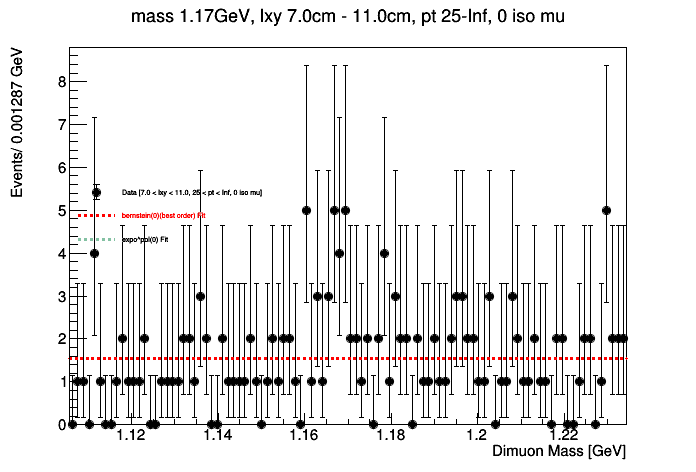 mass 1.17GeV, lxy 7.0cm - 11.0cm, pt 25-Inf, 0 iso mu
Events/ 0.001287 GeV
8
7
6
5
4
3
2
1
0
Data [7.0 < lxy < 11.0, 25 < pt < Inf, 0 iso mu]
bernstein(0)(best order) Fit
expo*pol(0) Fit
1.12 1.14 1.16 1.18 1.2 1.22
Dimuon Mass [GeV]